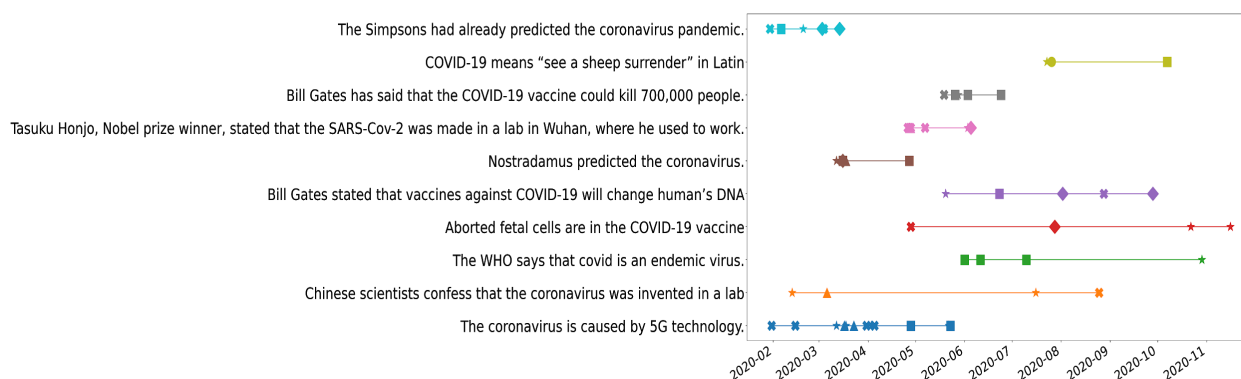 The Simpsons had already predicted the coronavirus pandemic.
COVID-19 means “see a sheep surrender” in Latin
Bill Gates has said that the COVID-19 vaccine could kill 700,000 people.
Tasuku Honjo, Nobel prize winner, stated that the SARS-Cov-2 was made in a lab in Wuhan, where he used to work.
Nostradamus predicted the coronavirus.
Bill Gates stated that vaccines against COVID-19 will change human’s DNA
Aborted fetal cells are in the COVID-19 vaccine
The WHO says that covid is an endemic virus.
Chinese scientists confess that the coronavirus was invented in a lab
The coronavirus is caused by 5G technology.
2020-02 2020-03 2020-04 2020-05 2020-06 2020-07 2020-08 2020-09 2020-10 2020-11